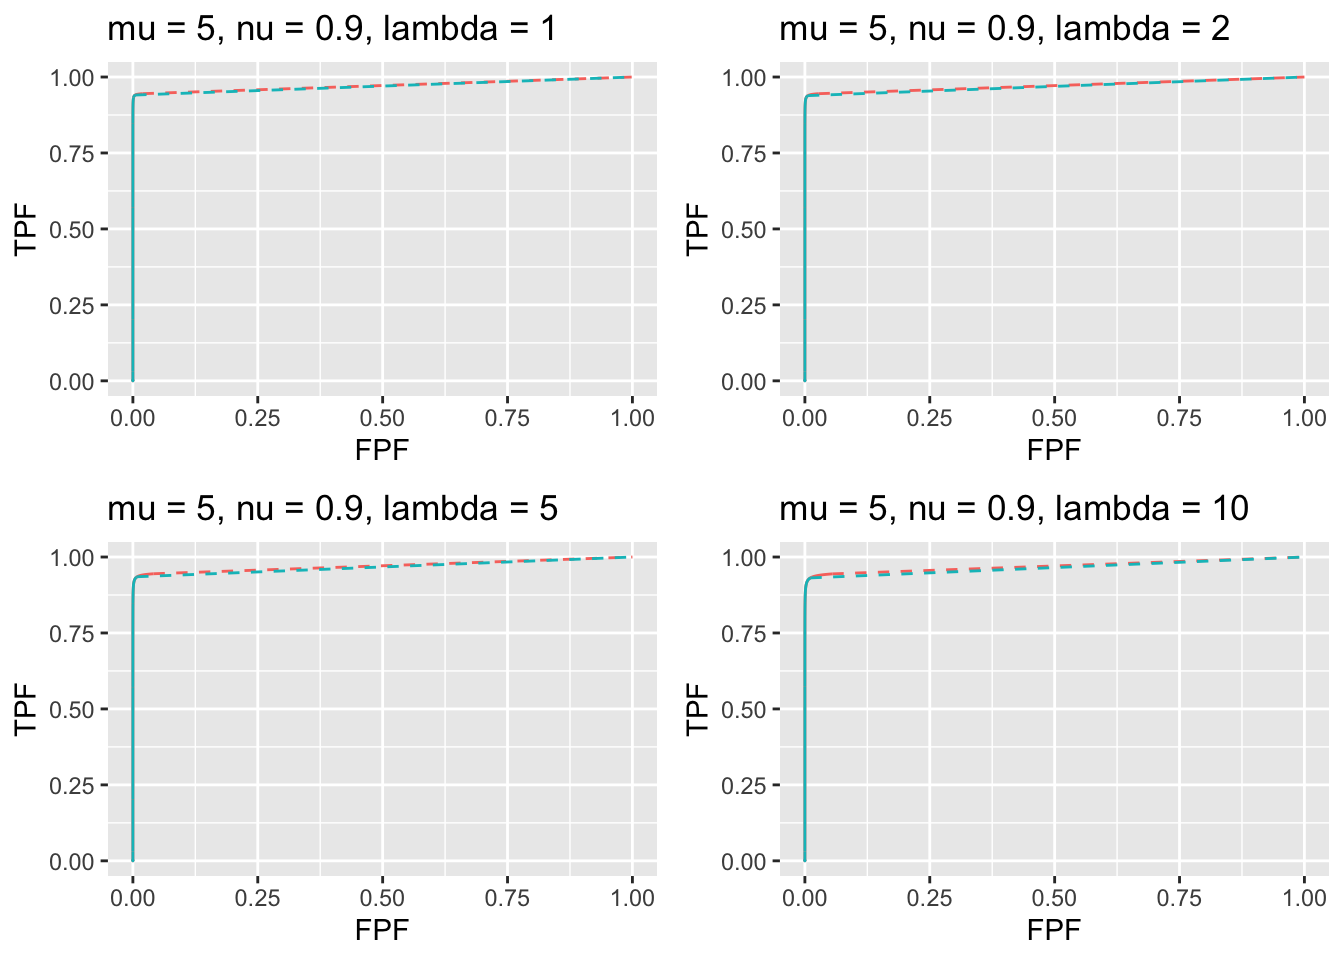 mu = 5, nu = 0.9, lambda = 1
1.00
0.75
0.50
0.25
0.00
TPF
0.00 0.25 0.50 0.75 1.00
FPF
mu = 5, nu = 0.9, lambda = 2
1.00
0.75
0.50
0.25
0.00
TPF
0.00 0.25 0.50 0.75 1.00
FPF
mu = 5, nu = 0.9, lambda = 5
1.00
0.75
0.50
0.25
0.00
TPF
0.00 0.25 0.50 0.75 1.00
FPF
mu = 5, nu = 0.9, lambda = 10
1.00
0.75
0.50
0.25
0.00
TPF
0.00 0.25 0.50 0.75 1.00
FPF